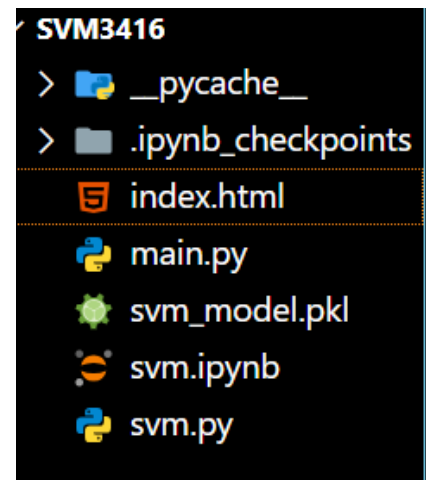 SVM3416
__pycache__
.ipynb_checkpoints
index.html
main.py
svm_model.pkl
svm.ipynb
svm.py